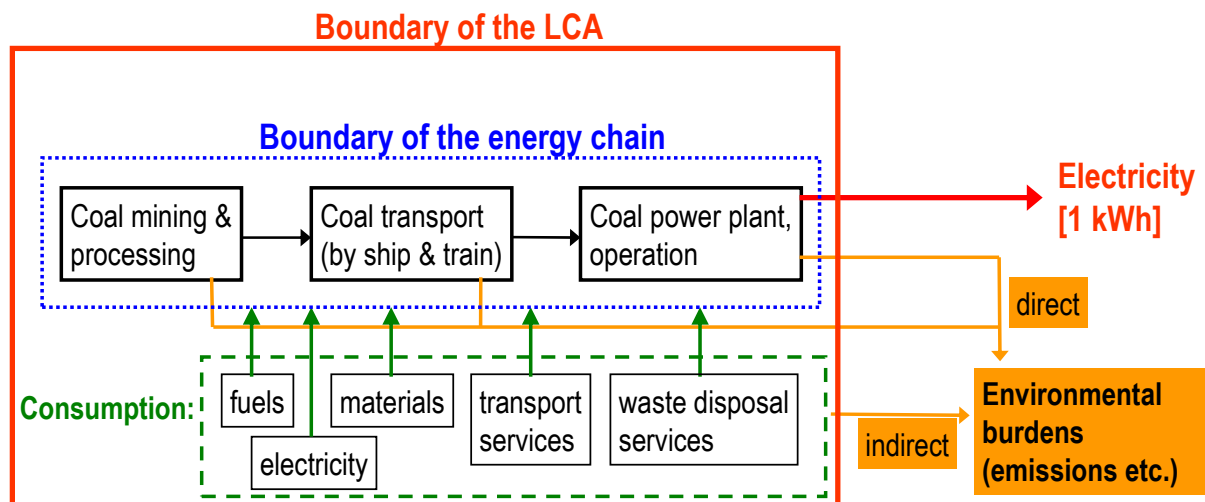 Boundary of the LCA
Boundary of the energy chain
Coal mining &
processing
Coal transport
(by ship & train)
Coal power plant,
operation
Electricity
[1 kWh]
direct
Consumption:
fuels
electricity
materials
transport
services
waste disposal
services
indirect
Environmental
burdens
(emissions etc.)